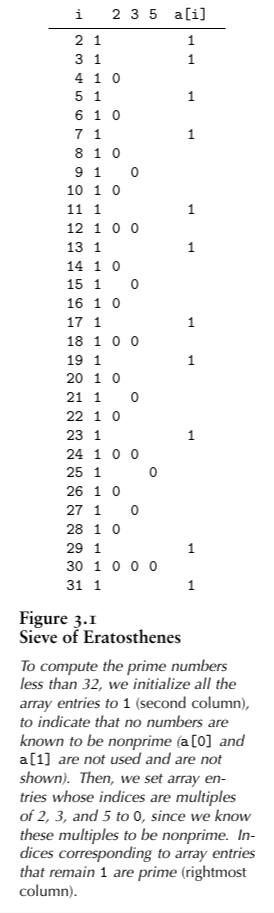 i 2 3 5 a[i]
2 1 1
3 1 1
4 1 0
5 1 1
6 1 0
7 1 1
8 1 0
9 1 0
10 1 0
11 1 1
12 1 0 0
13 1 1
14 1 0
15 1 0
16 1 0
17 1 1
18 1 0 0
19 1 1
20 1 0
21 1 0
22 1 0
23 1 1
24 1 0 0
25 1 0
26 1 0
27 1 0
28 1 0
29 1 1
30 1 0 0 0
31 1 1
Figure 3.1
Sieve of Eratosthenes
To compute the prime numbers
less than 32, we initialize all the
array entries to 1 (second column),
to indicate that no numbers are
known to be nonprime (a[0] and
a[1] are not used and are not
shown). Then, we set array en-
tries whose indices are multiples
of 2, 3, and 5 to 0, since we know
these multiples to be nonprime. In-
dices corresponding to array entries
that remain 1 are prime (rightmost
column).